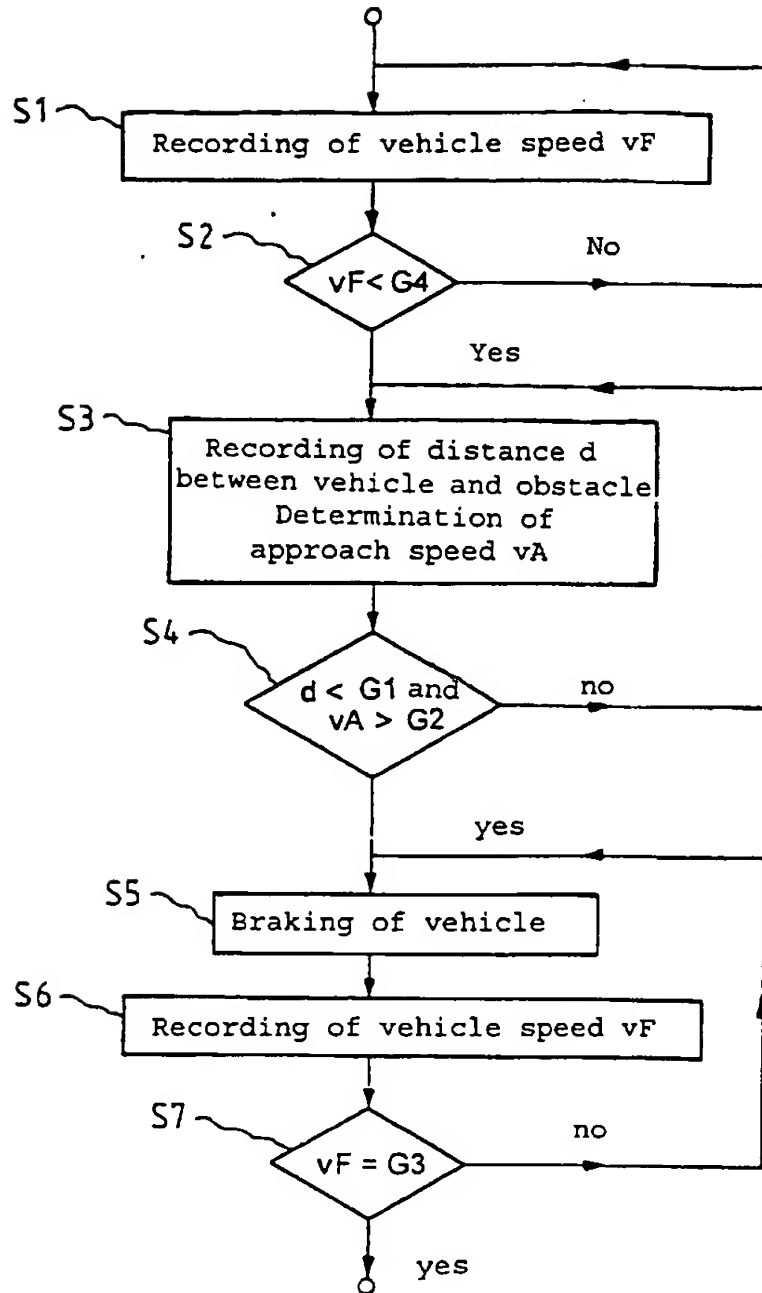 S1
Recording of vehicle speed vF
S2
vF< G4
No
Yes
S3
Recording of distance d
between vehicle and obstacle
Determination of
approach speed vA
S4
d < G1 and
vA > G2
no
yes
S5
Braking of vehicle
S6
Recording of vehicle speed vF
S7
vF = G3
no
yes